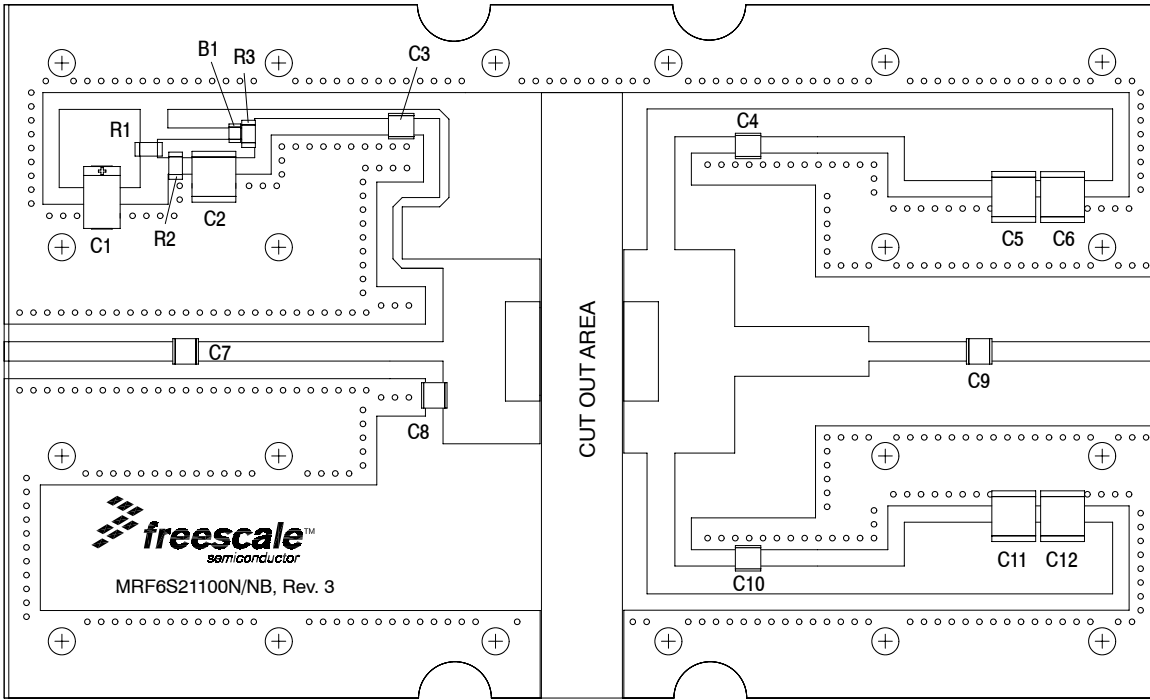 B1
R3
C3
R1
C4
C1
R2
C2
C5
C6
CUT OUT AREA
C7
C9
C8
freescale™
semiconductor
MRF6S21100N/NB, Rev. 3
C10
C11
C12